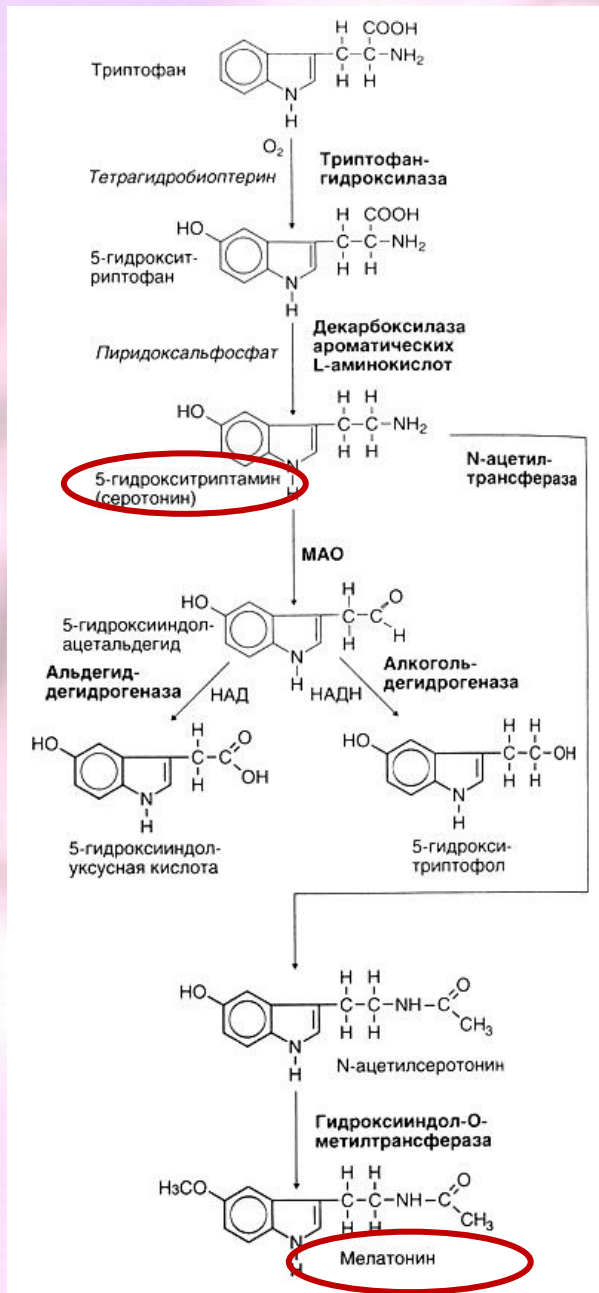 H COOH
Триптофан
C—C—NH₂
H H
N
H
O₂
Триптофан-
гидроксилаза
Тетрагидробиоптерин
H COOH
HO
C—C—NH₂
H H
5-гидроксит-
риптофан
N
H
Декарбоксилаза
ароматических
L-аминокислот
Пиридоксальфосфат
H H
HO
C—C—NH₂
H H
N
H
N-ацетил-
трансфераза
5-гидрокситриптамин
(серотонин)
МАО
H
O
HO
C—C
H H
5-гидроксииндол-
ацетальдегид
N
H
Альдегид-
дегидрогеназа
НАД
НАДН
Алкоголь-
дегидрогеназа
H
O
HO
C—C
H
OH
N
H
H H
HO
C—C—OH
H H
N
H
5-гидроксииндол-
уксусная кислота
5-гидрокси-
триптофол
H H
O
HO
C—C—NH—C
H H
CH₃
N
H
N-ацетилсеротонин
Гидроксииндол-О-
метилтрансфераза
H H
O
H₃CO
C—C—NH—C
H H
CH₃
N
H
Мелатонин